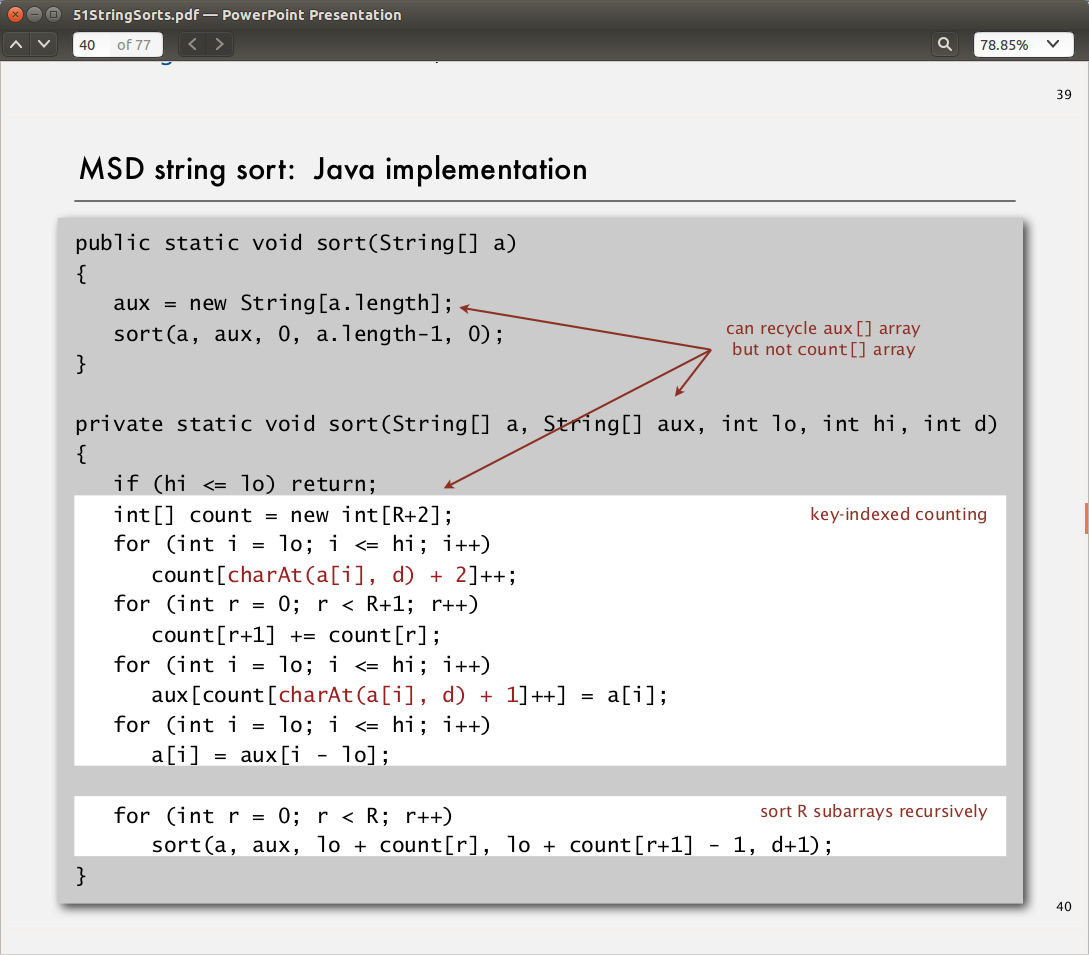 51StringSorts.pdf — PowerPoint Presentation
40 of 77
78.85%
39
MSD string sort: Java implementation
public static void sort(String[] a)
{
aux = new String[a.length];
sort(a, aux, 0, a.length-1, 0);
}
can recycle aux[] array
but not count[] array
private static void sort(String[] a, String[] aux, int lo, int hi, int d)
{
if (hi <= lo) return;
int[] count = new int[R+2];
key-indexed counting
for (int i = lo; i <= hi; i++)
count[charAt(a[i], d) + 2]++;
for (int r = 0; r < R+1; r++)
count[r+1] += count[r];
for (int i = lo; i <= hi; i++)
aux[count[charAt(a[i], d) + 1]++] = a[i];
for (int i = lo; i <= hi; i++)
a[i] = aux[i - lo];
for (int r = 0; r < R; r++)
sort R subarrays recursively
sort(a, aux, lo + count[r], lo + count[r+1] - 1, d+1);
}
40